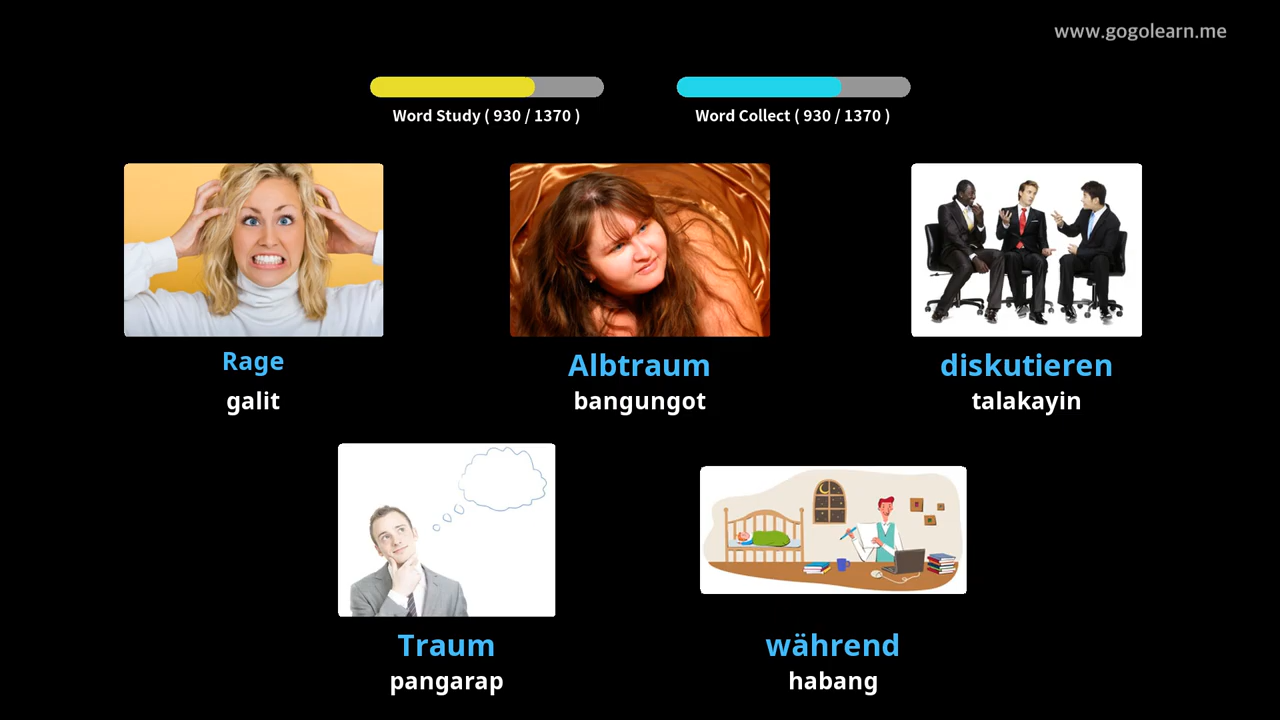 www.gogolearn.me
Word Study ( 930 / 1370 )
Word Collect ( 930 / 1370 )
Rage
galit
Albtraum
bangungot
diskutieren
talakayin
Traum
pangarap
während
habang